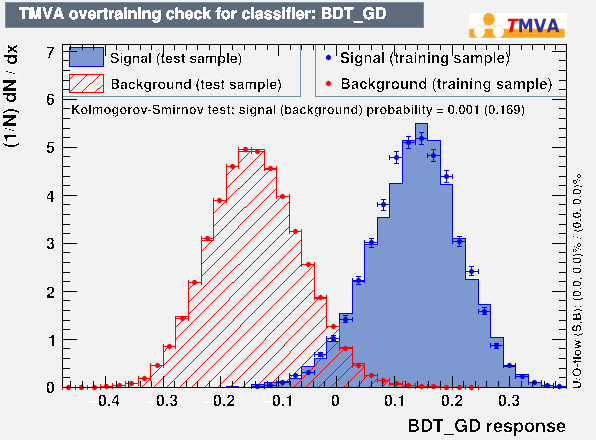 TMVA overtraining check for classifier: BDT_GD
TMVA
(1/N) dN / dx
7
6
5
4
3
2
1
0
Signal (test sample)
Background (test sample)
Signal (training sample)
Background (training sample)
Kolmogorov-Smirnov test: signal (background) probability = 0.001 (0.169)
U/O-flow (S,B): (0.0, 0.0)% / (0.0, 0.0)%
-0.4 -0.3 -0.2 -0.1 0 0.1 0.2 0.3
BDT_GD response